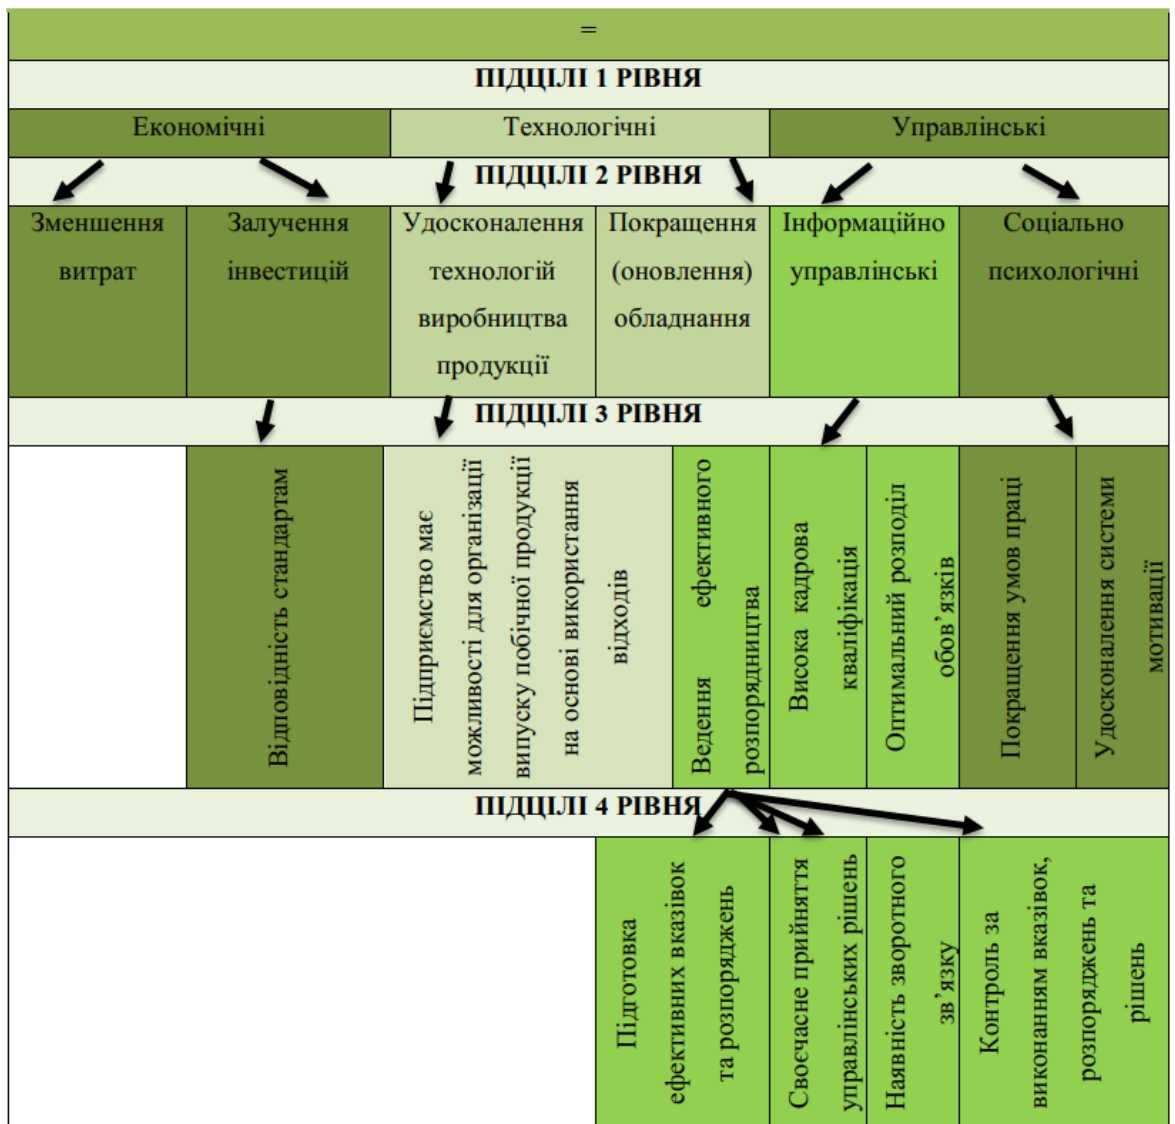 =
ПІДЦІЛІ 1 РІВНЯ
Економічні
Технологічні
Управлінські
ПІДЦІЛІ 2 РІВНЯ
Зменшення
витрат
Залучення
інвестицій
Удосконалення
технологій
виробництва
продукції
Покращення
(оновлення)
обладнання
Інформаційно
управлінські
Соціально
психологічні
ПІДЦІЛІ 3 РІВНЯ
Відповідність стандартам
Підприємство має
можливості для організації
випуску побічної продукції
на основі використання
відходів
Ведення ефективного
розпорядництва
Висока кадрова
кваліфікація
Оптимальний розподіл
обов’язків
Покращення умов праці
Удосконалення системи
мотивації
ПІДЦІЛІ 4 РІВНЯ
Підготовка
ефективних вказівок
та розпоряджень
Своєчасне прийняття
управлінських рішень
Наявність зворотного
зв’язку
Контроль за
виконанням вказівок,
розпоряджень та
рішень